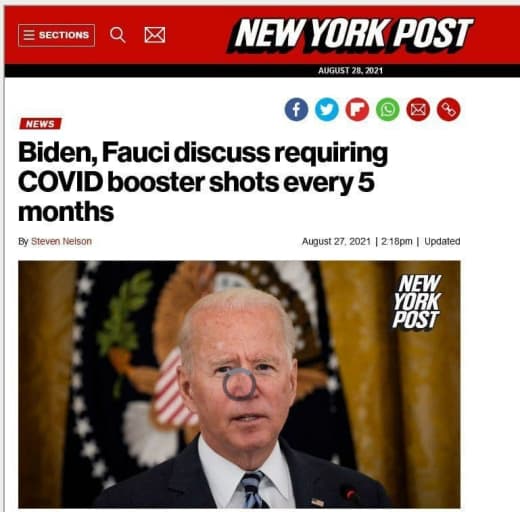 SECTIONS
NEW YORK POST
AUGUST 28, 2021
NEWS
Biden, Fauci discuss requiring
COVID booster shots every 5
months
By Steven Nelson
August 27, 2021 | 2:18pm | Updated
NEW
YORK
POST